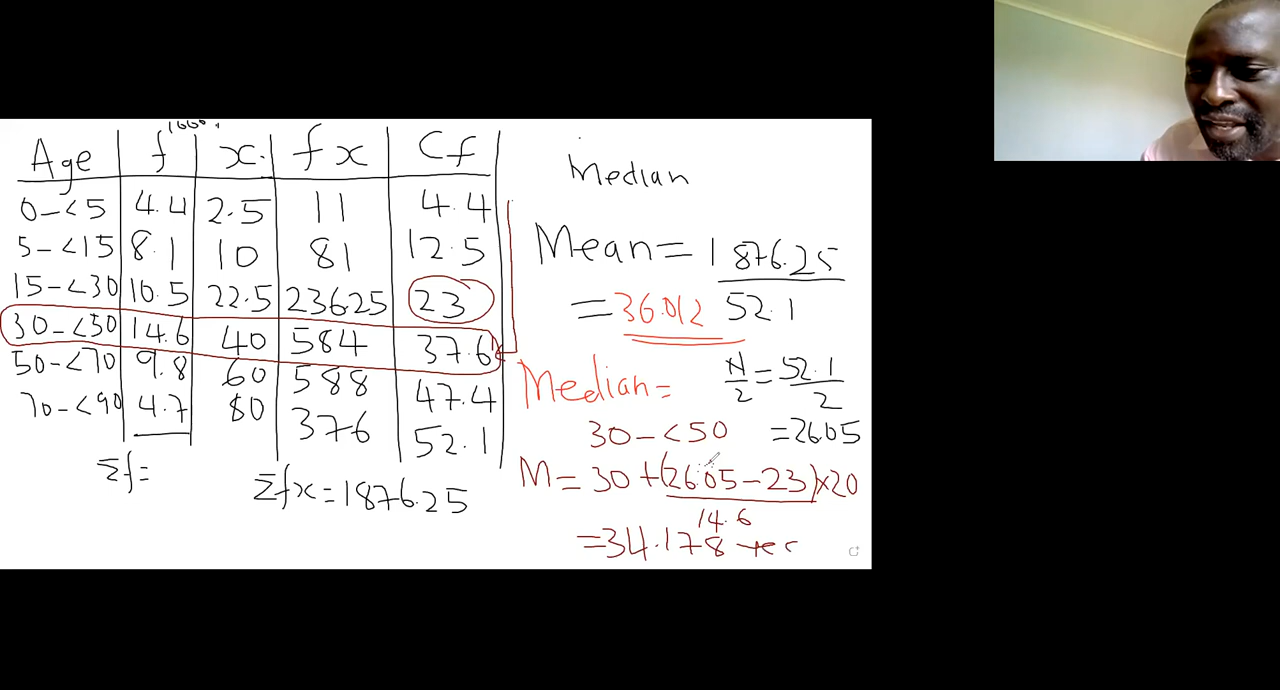 Age f x. fx Cf
0-<5 4.4 2.5 11 4.4
5-<15 8.1 10 81 12.5
15-<30 10.5 22.5 23625 23
30-<50 14.6 40 584 37.6
50-<70 9.8 60 588 47.4
70-<90 4.7 80 376 52.1
Σf=
Σfx=1876.25
Median
Mean= 1876.25
52.1
=36.012
Median=
N/2=52.1/2
30-<50 =26.05
M=30+(26.05-23)×20
14.6
=34.178